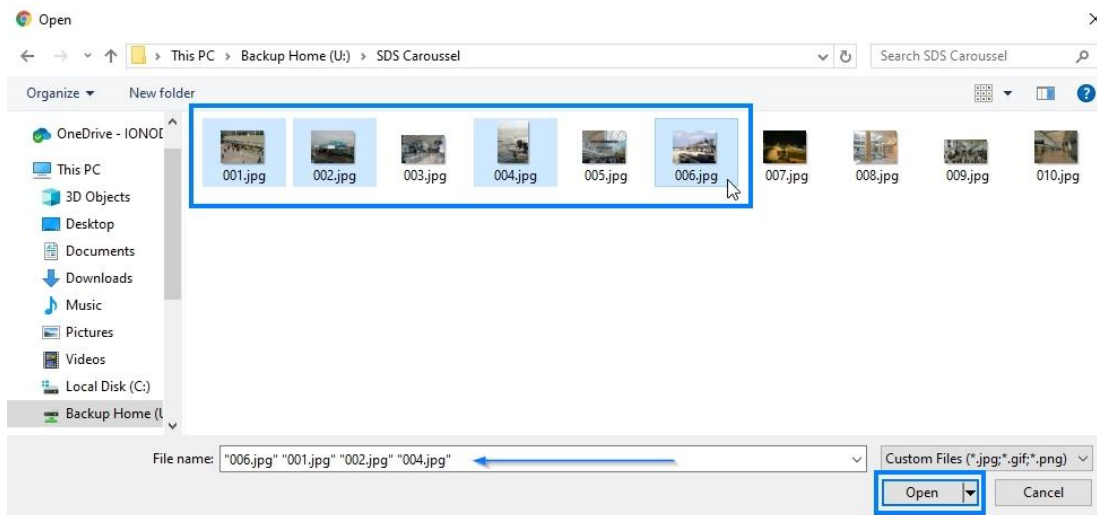 Open
This PC > Backup Home (U:) > SDS Caroussel
Search SDS Caroussel
Organize
New folder
OneDrive - IONOD
This PC
3D Objects
Desktop
Documents
Downloads
Music
Pictures
Videos
Local Disk (C:)
Backup Home (U
001.jpg 002.jpg 003.jpg 004.jpg 005.jpg 006.jpg 007.jpg 008.jpg 009.jpg 010.jpg
File name: "006.jpg" "001.jpg" "002.jpg" "004.jpg"
Custom Files (*.jpg;*.gif;*.png)
Open Cancel